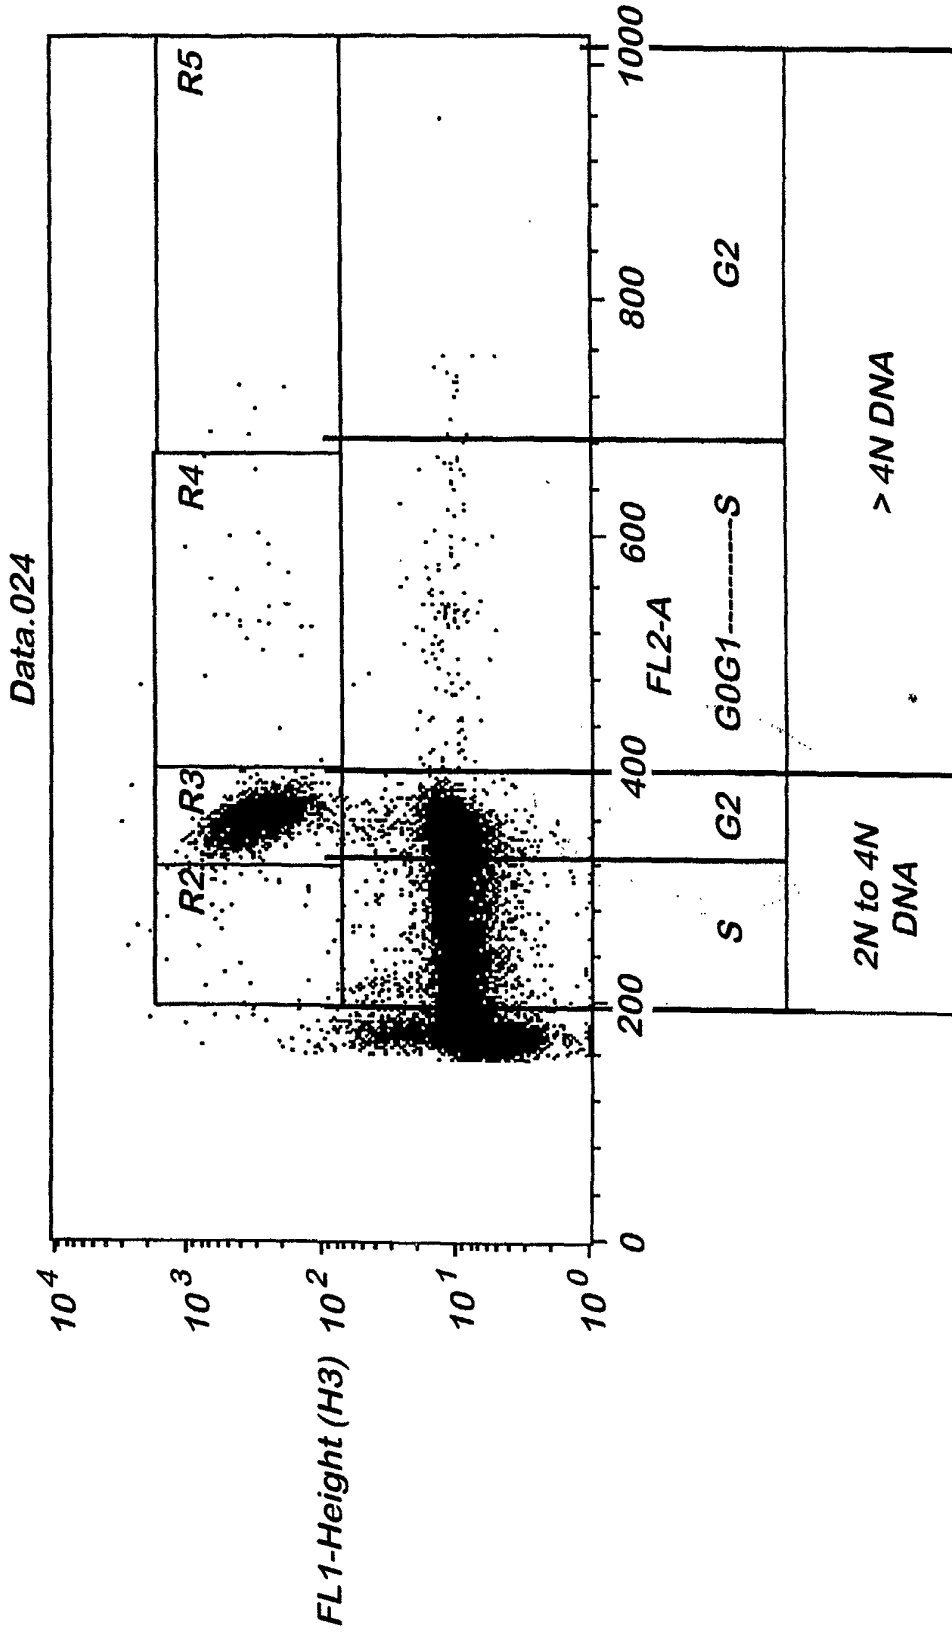 Data.024
R2
R3
R4
R5
10^4
10^3
10^2
10^1
10^0
FL1-Height (H3)
0
200
400
600
800
1000
FL2-A
S
G2
G0G1----------S
G2
2N to 4N
DNA
> 4N DNA